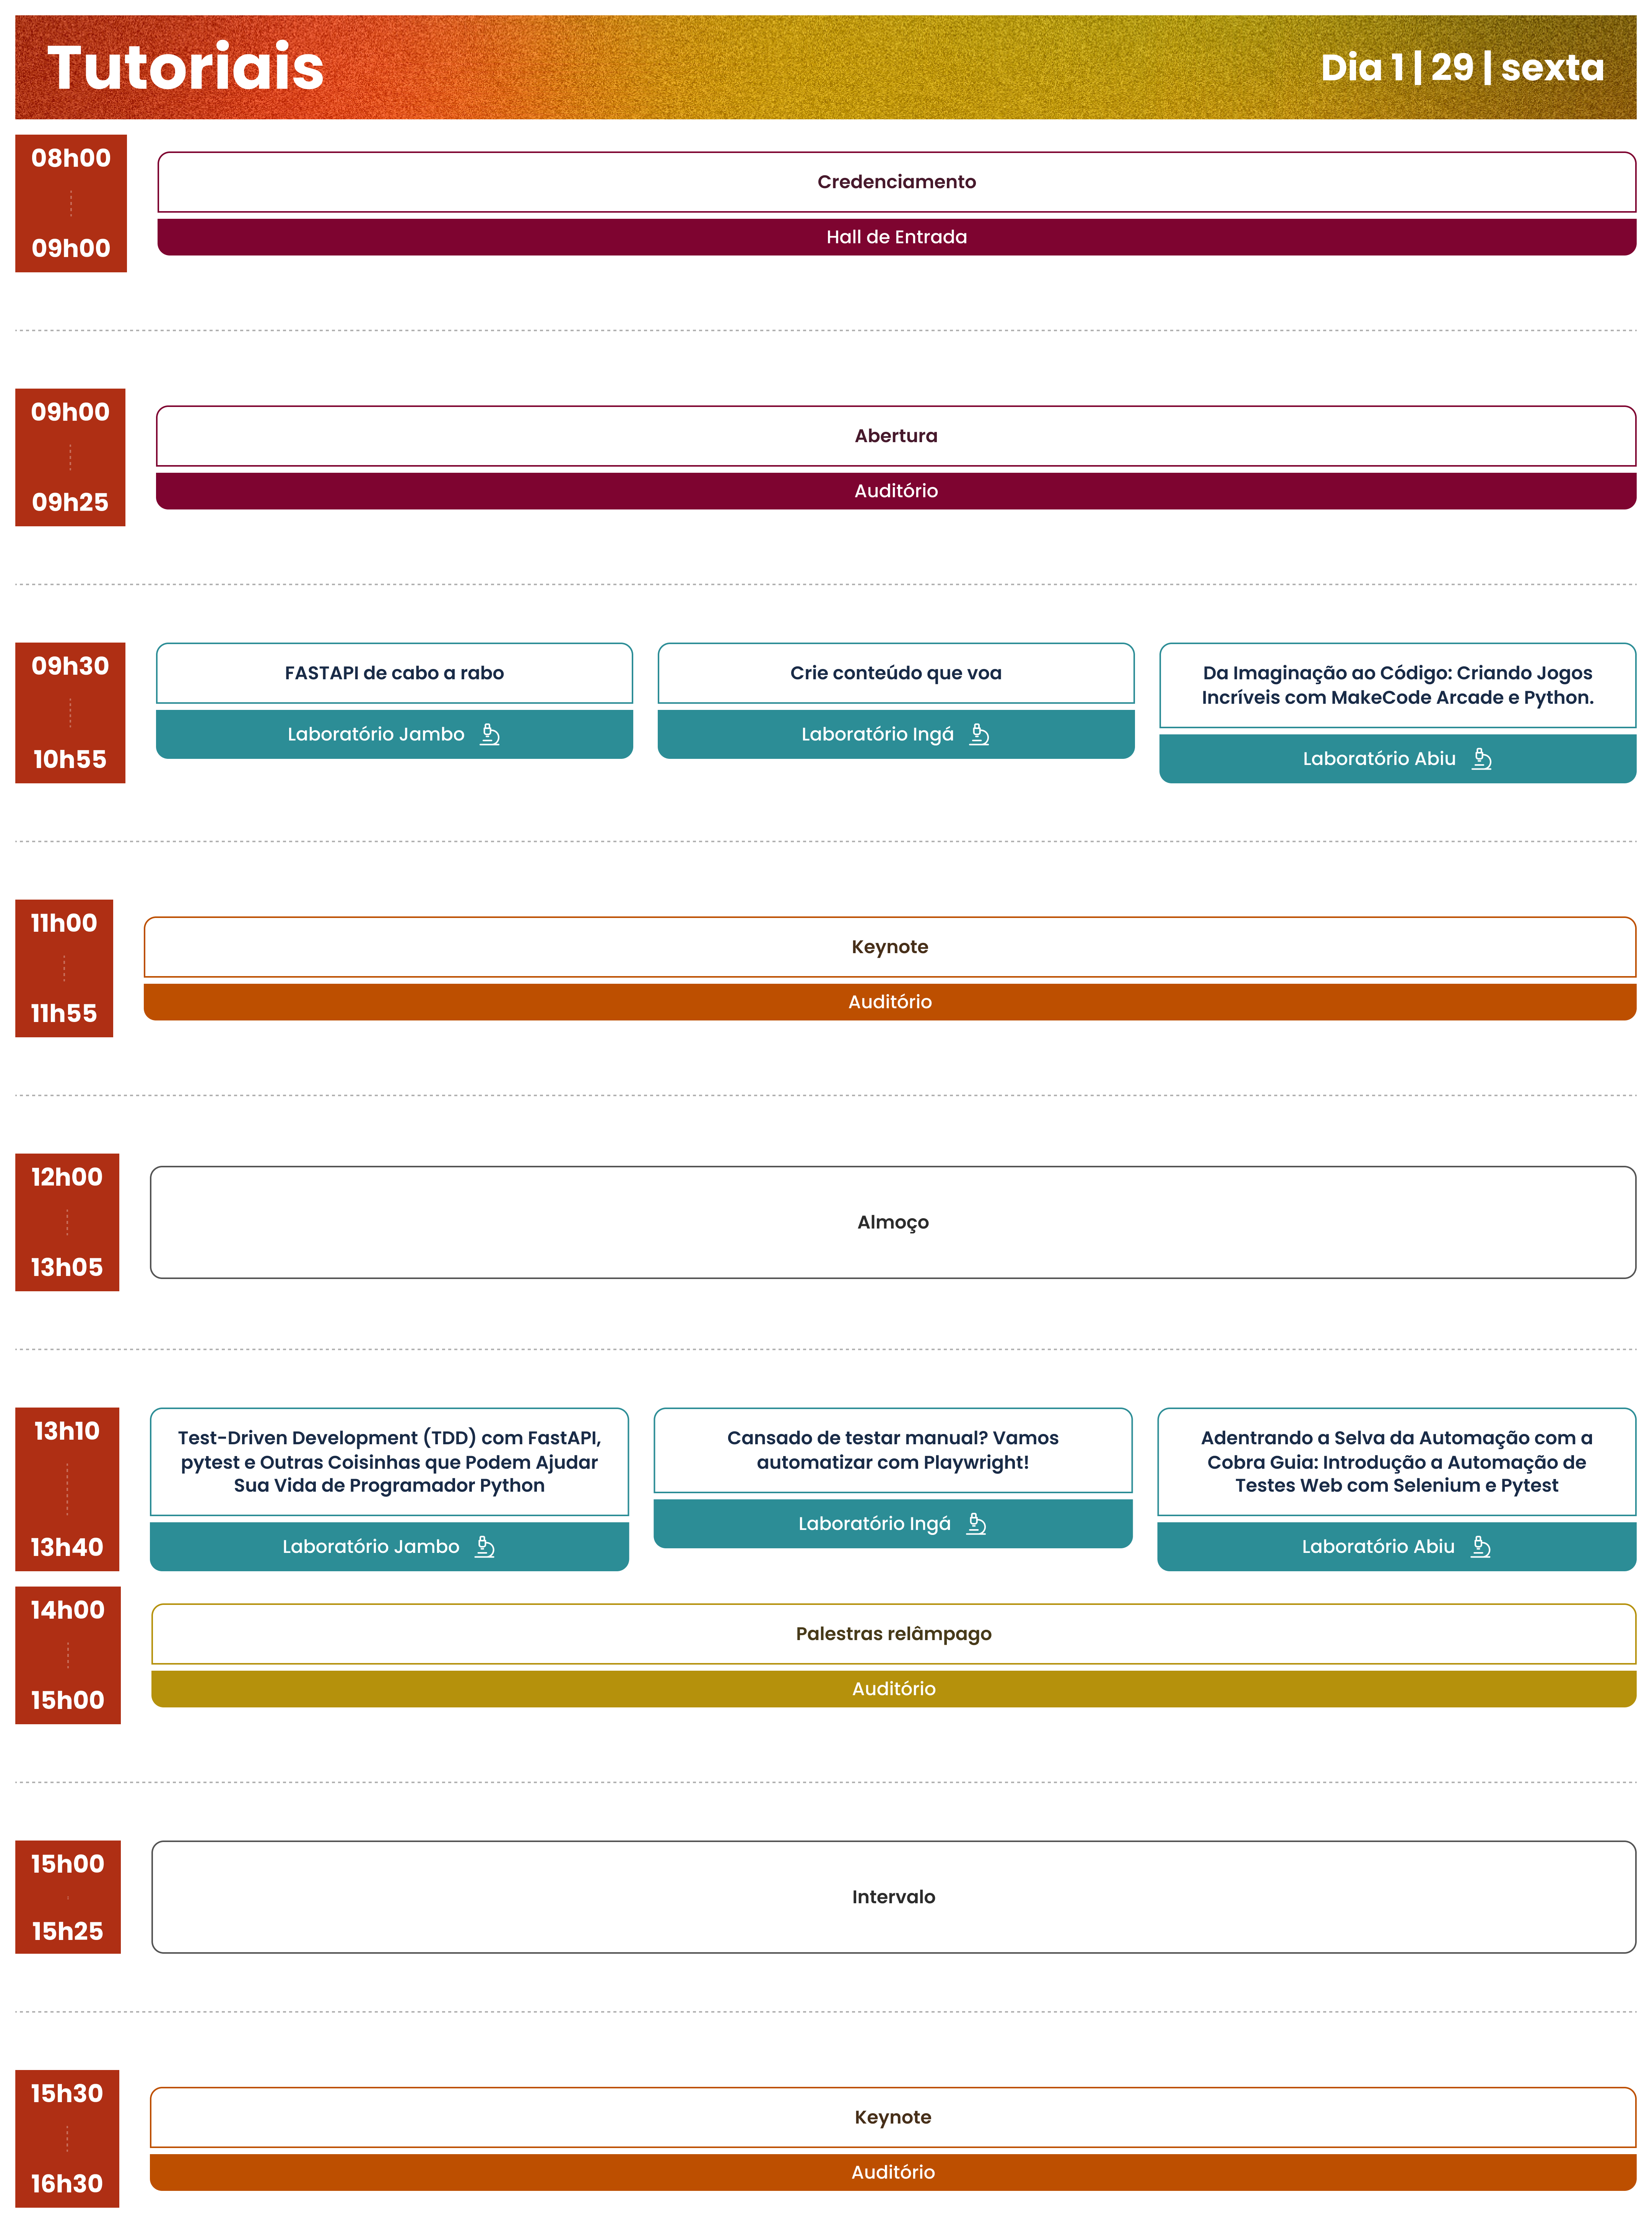 Tutoriais
Dia 1 | 29 | sexta
08h00
09h00
Credenciamento
Hall de Entrada
09h00
09h25
Abertura
Auditório
09h30
10h55
FASTAPI de cabo a rabo
Laboratório Jambo
Crie conteúdo que voa
Laboratório Ingá
Da Imaginação ao Código: Criando Jogos
Incríveis com MakeCode Arcade e Python.
Laboratório Abiu
11h00
11h55
Keynote
Auditório
12h00
13h05
Almoço
13h10
13h40
Test-Driven Development (TDD) com FastAPI,
pytest e Outras Coisinhas que Podem Ajudar
Sua Vida de Programador Python
Laboratório Jambo
Cansado de testar manual? Vamos
automatizar com Playwright!
Laboratório Ingá
Adentrando a Selva da Automação com a
Cobra Guia: Introdução a Automação de
Testes Web com Selenium e Pytest
Laboratório Abiu
14h00
15h00
Palestras relâmpago
Auditório
15h00
15h25
Intervalo
15h30
16h30
Keynote
Auditório